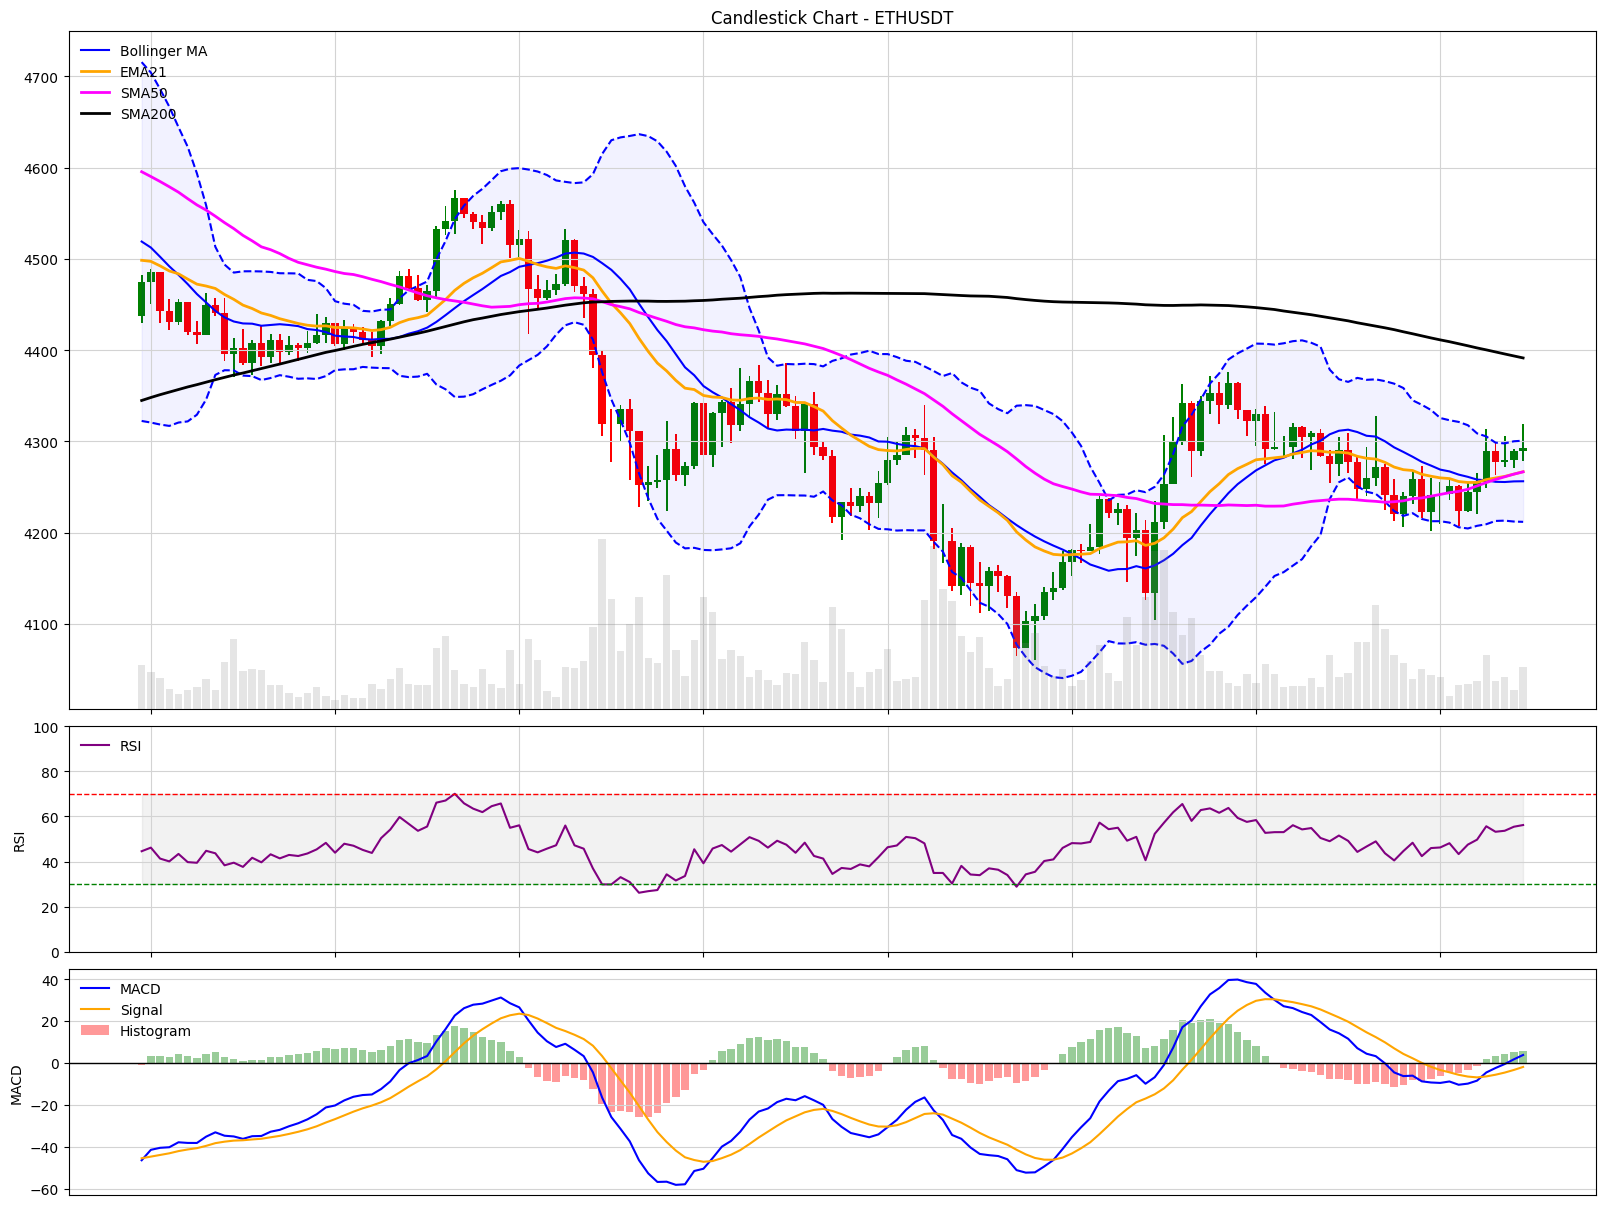 Candlestick Chart - ETHUSDT
Bollinger MA
EMA21
SMA50
SMA200
4700
4600
4500
4400
4300
4200
4100
RSI
100
80
60
40
20
0
RSI
MACD
Signal
Histogram
40
20
0
−20
−40
−60
MACD